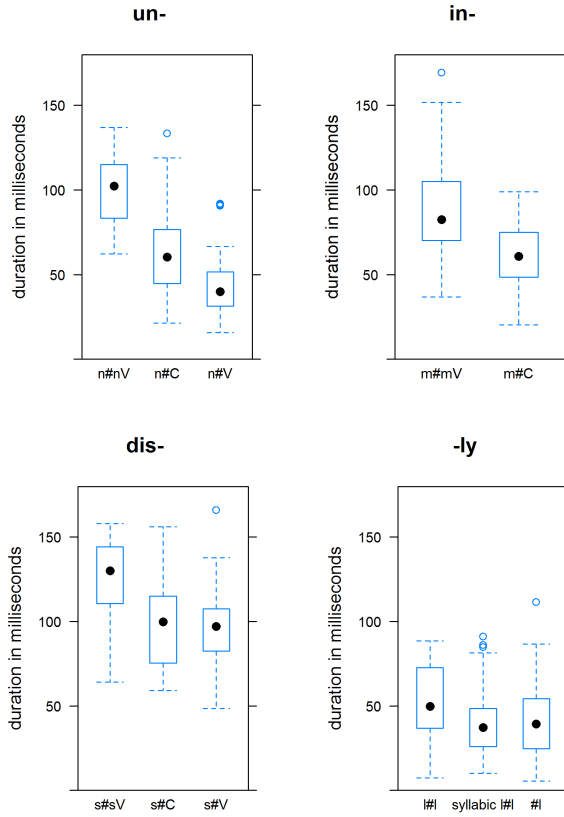 un-
in-
duration in milliseconds
150
100
50
n#nV n#C n#V
duration in milliseconds
150
100
50
m#mV m#C
dis-
-ly
duration in milliseconds
150
100
50
s#sV s#C s#V
duration in milliseconds
150
100
50
l#l syllabic l#l #l